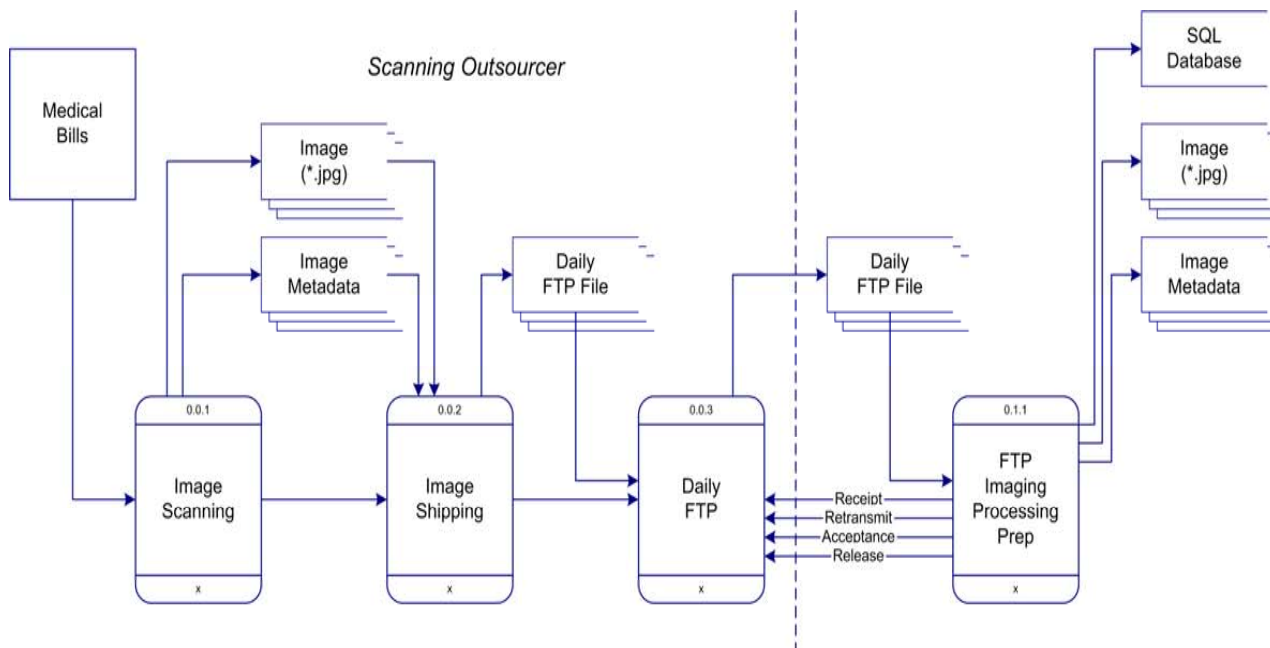 Scanning Outsourcer
Medical
Bills
Image
(*.jpg)
Image
Metadata
Daily
FTP File
Daily
FTP File
SQL
Database
Image
(*.jpg)
Image
Metadata
0.0.1
Image
Scanning
x
0.0.2
Image
Shipping
x
0.0.3
Daily
FTP
x
Receipt
Retransmit
Acceptance
Release
0.1.1
FTP
Imaging
Processing
Prep
x